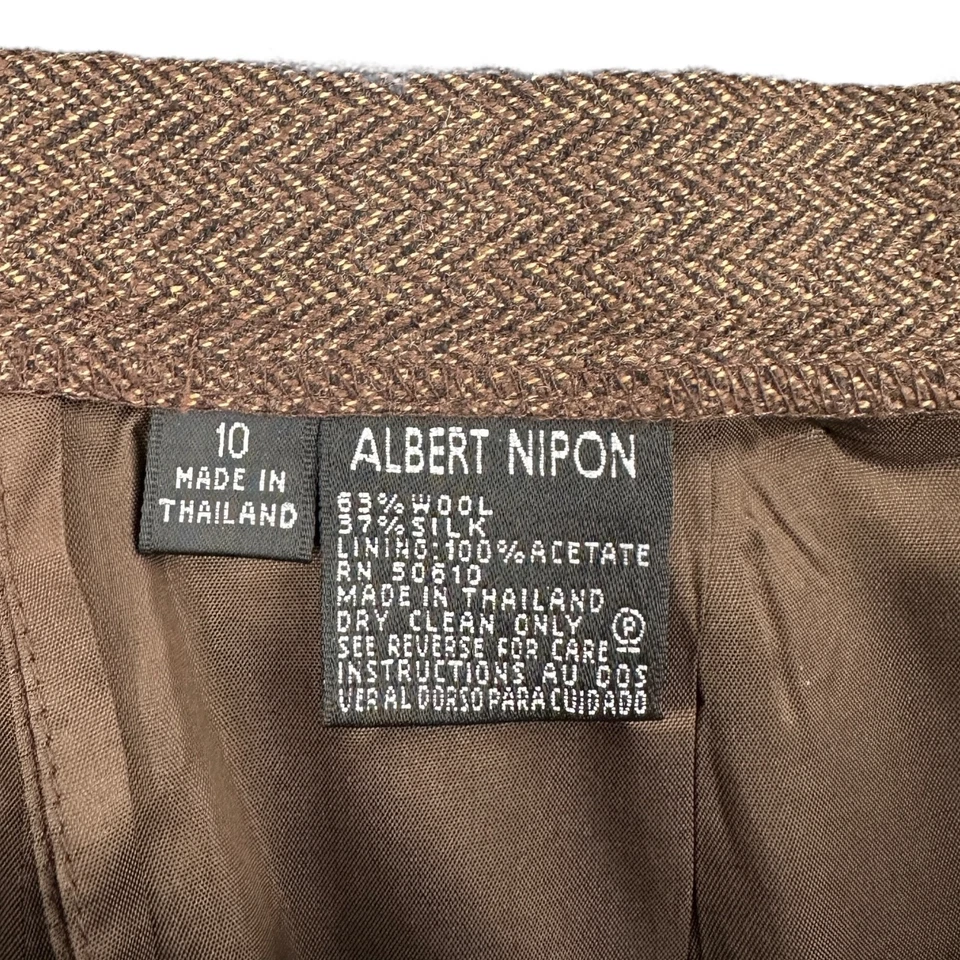 10
MADE IN
THAILAND
ALBERT NIPON
63% WOOL
37% SILK
LINING: 100% ACETATE
RN 50610
MADE IN THAILAND
DRY CLEAN ONLY
P
SEE REVERSE FOR CARE
INSTRUCTIONS AU DOS
VER AL DORSO PARA CUIDADO